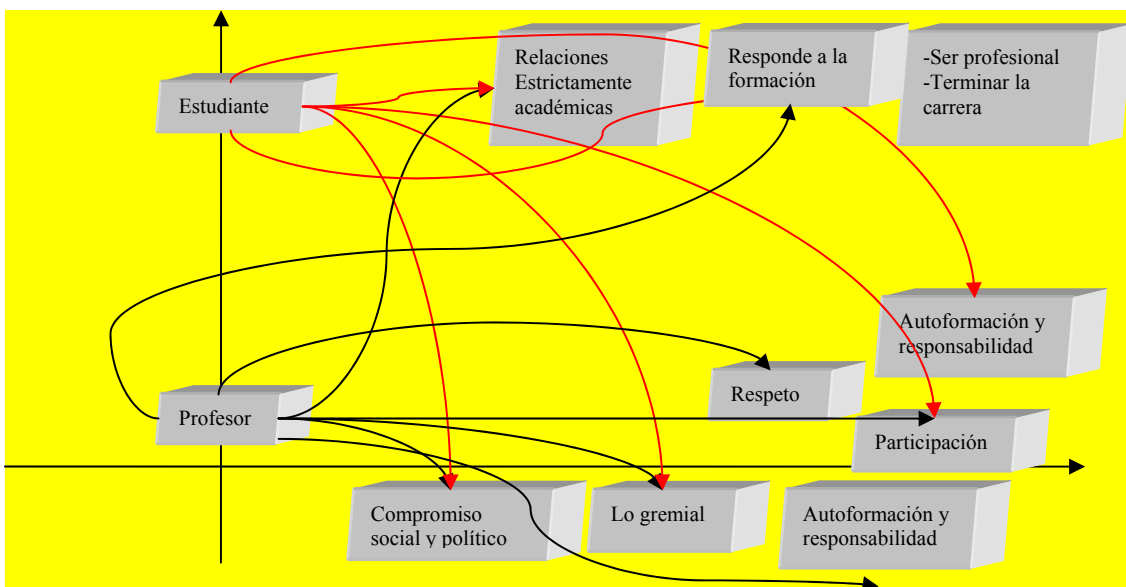 Estudiante
Relaciones
Estrictamente
académicas
Responde a la
formación
-Ser profesional
-Terminar la
carrera
Autoformación y
responsabilidad
Respeto
Profesor
Participación
Compromiso
social y político
Lo gremial
Autoformación y
responsabilidad